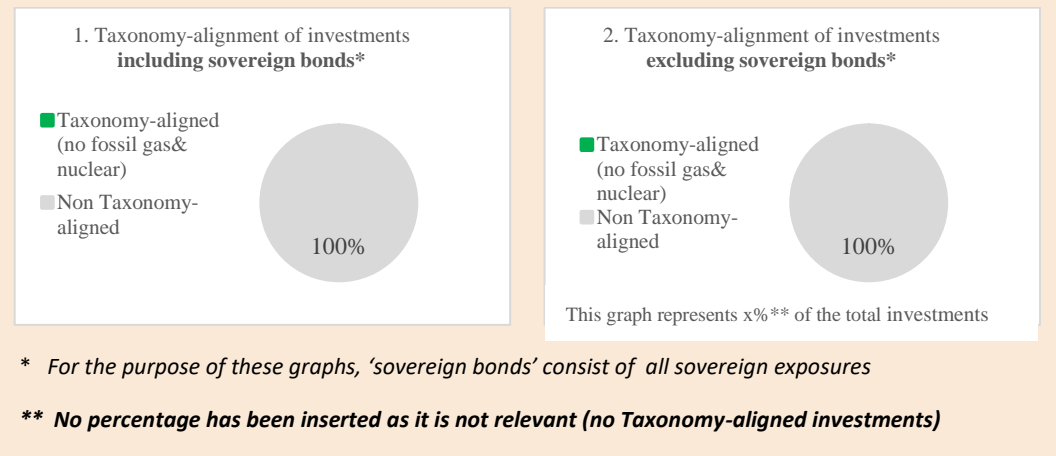 1. Taxonomy-alignment of investments
including sovereign bonds*
Taxonomy-aligned
(no fossil gas&
nuclear)
Non Taxonomy-
aligned
100%
2. Taxonomy-alignment of investments
excluding sovereign bonds*
Taxonomy-aligned
(no fossil gas&
nuclear)
Non Taxonomy-
aligned
100%
This graph represents x%** of the total investments
* For the purpose of these graphs, ‘sovereign bonds’ consist of all sovereign exposures
** No percentage has been inserted as it is not relevant (no Taxonomy-aligned investments)